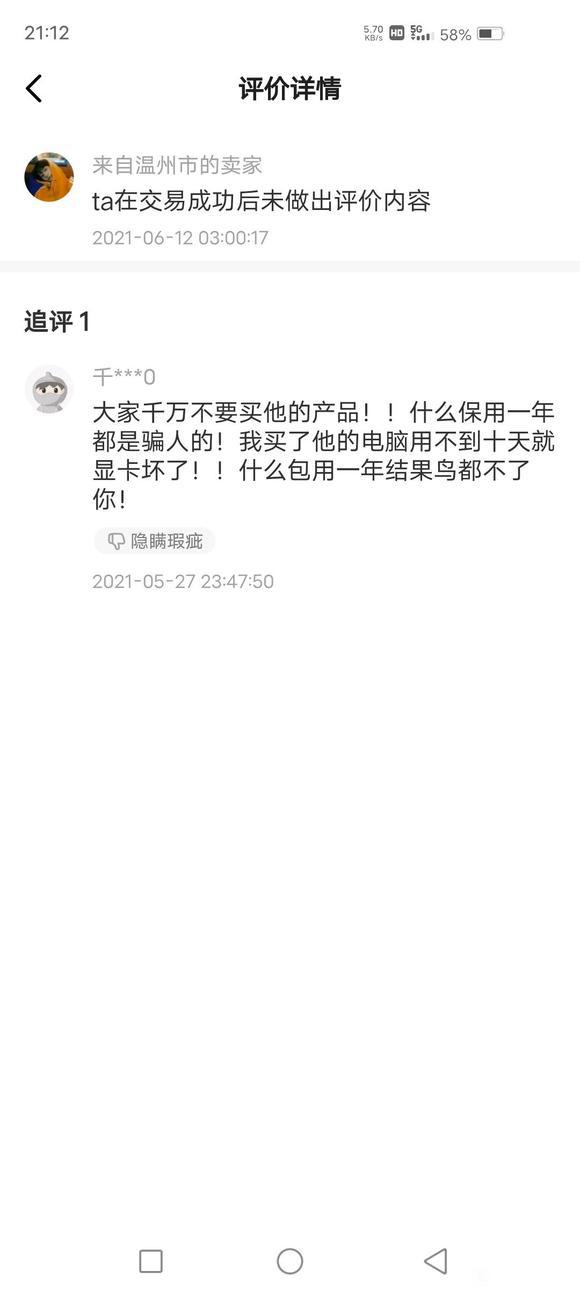 21:12
5.70
KB/s
HD
5G
58%
评价详情
来自温州市的卖家
ta在交易成功后未做出评价内容
2021-06-12 03:00:17
追评 1
千***0
大家千万不要买他的产品！！什么保用一年
都是骗人的！我买了他的电脑用不到十天就
显卡坏了！！什么包用一年结果鸟都不了
你！
隐瞒瑕疵
2021-05-27 23:47:50